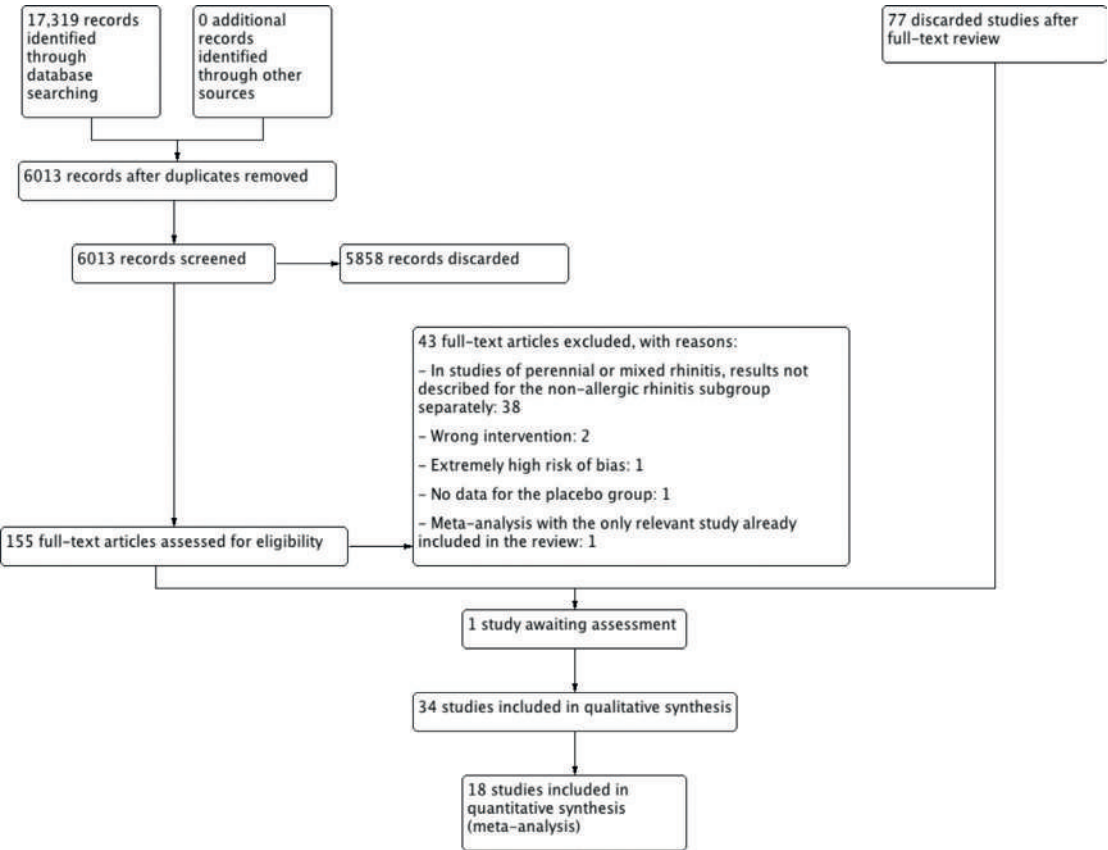 17,319 records
identified
through
database
searching
0 additional
records
identified
through other
sources
77 discarded studies after
full-text review
6013 records after duplicates removed
6013 records screened
5858 records discarded
43 full-text articles excluded, with reasons:
– In studies of perennial or mixed rhinitis, results not
described for the non-allergic rhinitis subgroup
separately: 38
– Wrong intervention: 2
– Extremely high risk of bias: 1
– No data for the placebo group: 1
– Meta-analysis with the only relevant study already
included in the review: 1
155 full-text articles assessed for eligibility
1 study awaiting assessment
34 studies included in qualitative synthesis
18 studies included in
quantitative synthesis
(meta-analysis)